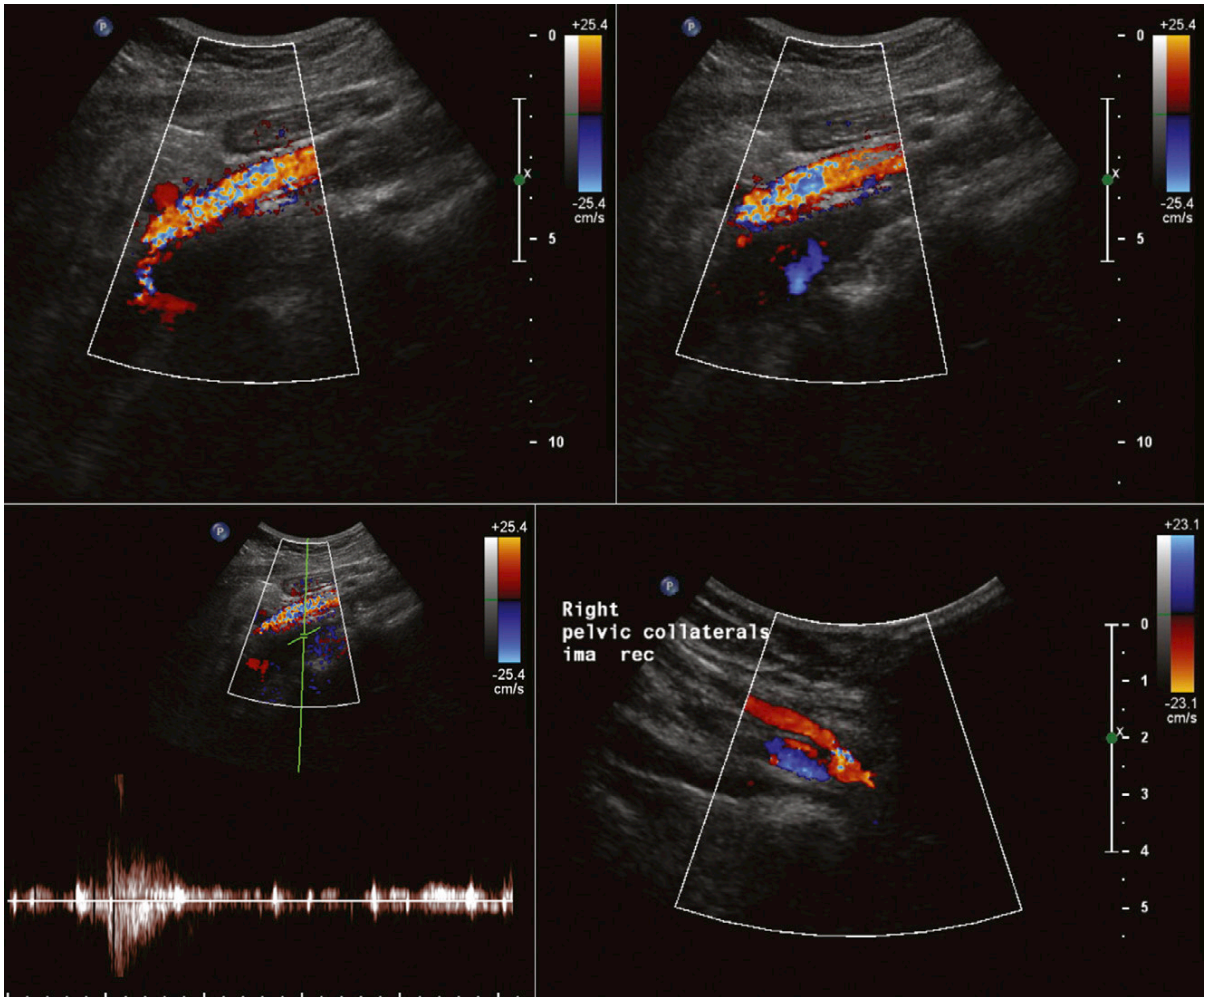 P
+25.4
0
x
-25.4
cm/s
5
10
P
+25.4
0
x
-25.4
cm/s
5
10
P
+25.4
-25.4
cm/s
P
+23.1
Right
pelvic collaterals
ima rec
0
1
-23.1
cm/s
x
2
3
4
5